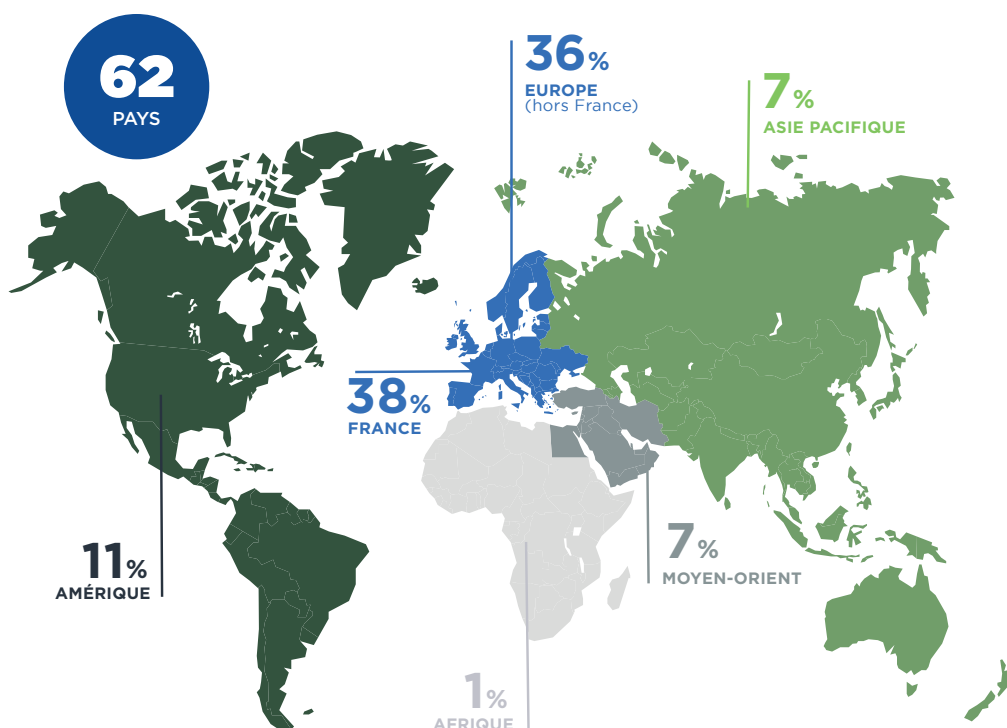 62
PAYS
36%
EUROPE
(hors France)
7%
ASIE PACIFIQUE
38%
FRANCE
11%
AMÉRIQUE
7%
MOYEN-ORIENT
1%
AFRIQUE